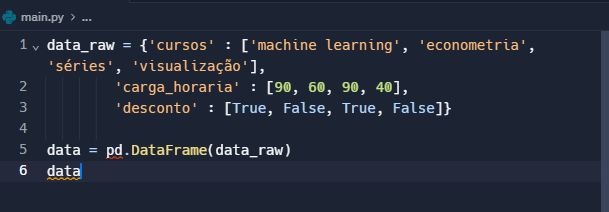 main.py > ...
1 data_raw = {'cursos' : ['machine learning', 'econometria',
'séries', 'visualização'],
2 'carga_horaria' : [90, 60, 90, 40],
3 'desconto' : [True, False, True, False]}
4
5 data = pd.DataFrame(data_raw)
6 data